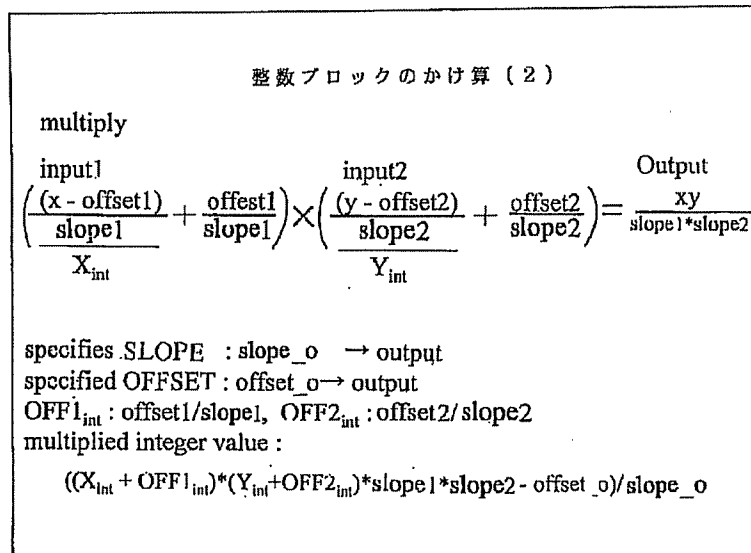 整数ブロックのかけ算(2)
multiply
input1 input2 Output
((x - offset1)/slope1 + offest1/slope1) × ((y - offset2)/slope2 + offset2/slope2) = xy/slope1*slope2
X_int Y_int
specifies SLOPE : slope_o → output
specified OFFSET : offset_o → output
OFF1_int : offset1/slope1, OFF2_int : offset2/slope2
multiplied integer value :
((X_int + OFF1_int)*(Y_int+OFF2_int)*slope1*slope2 - offset_o)/slope_o